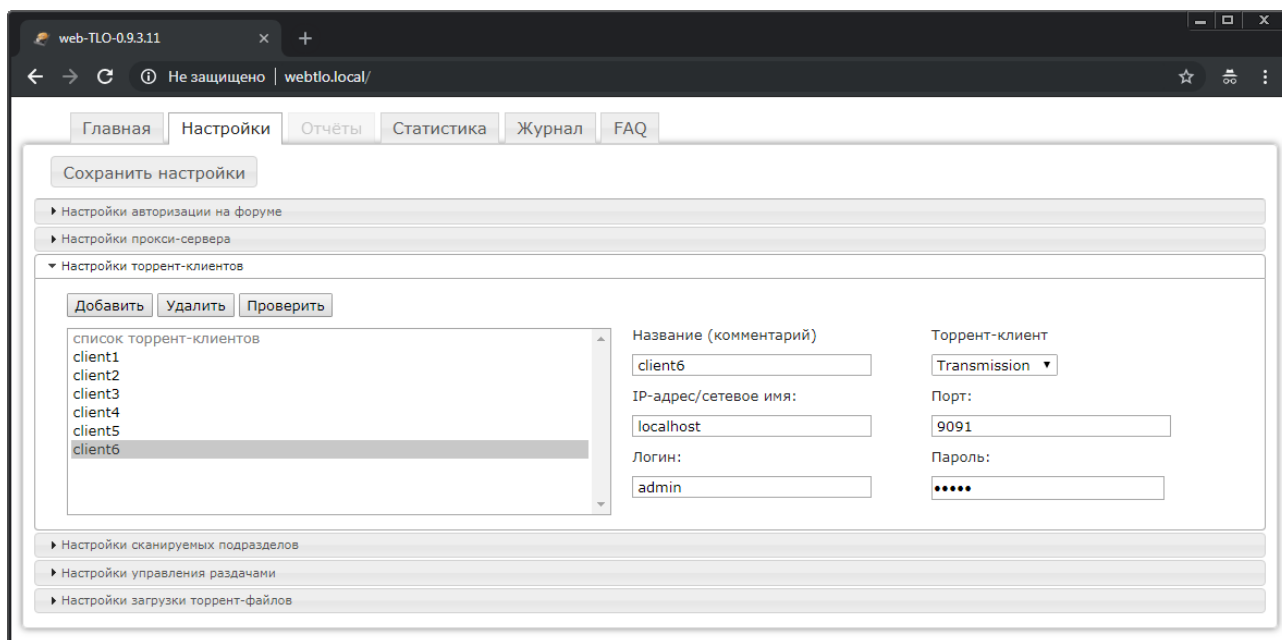 web-TLO-0.9.3.11
Не защищено webtlo.local/
Главная Настройки Отчёты Статистика Журнал FAQ
Сохранить настройки
Настройки авторизации на форуме
Настройки прокси-сервера
Настройки торрент-клиентов
Добавить Удалить Проверить
список торрент-клиентов
client1
client2
client3
client4
client5
client6
Название (комментарий) Торрент-клиент
client6 Transmission
IP-адрес/сетевое имя: Порт:
localhost 9091
Логин: Пароль:
admin •••••
Настройки сканируемых подразделов
Настройки управления раздачами
Настройки загрузки торрент-файлов